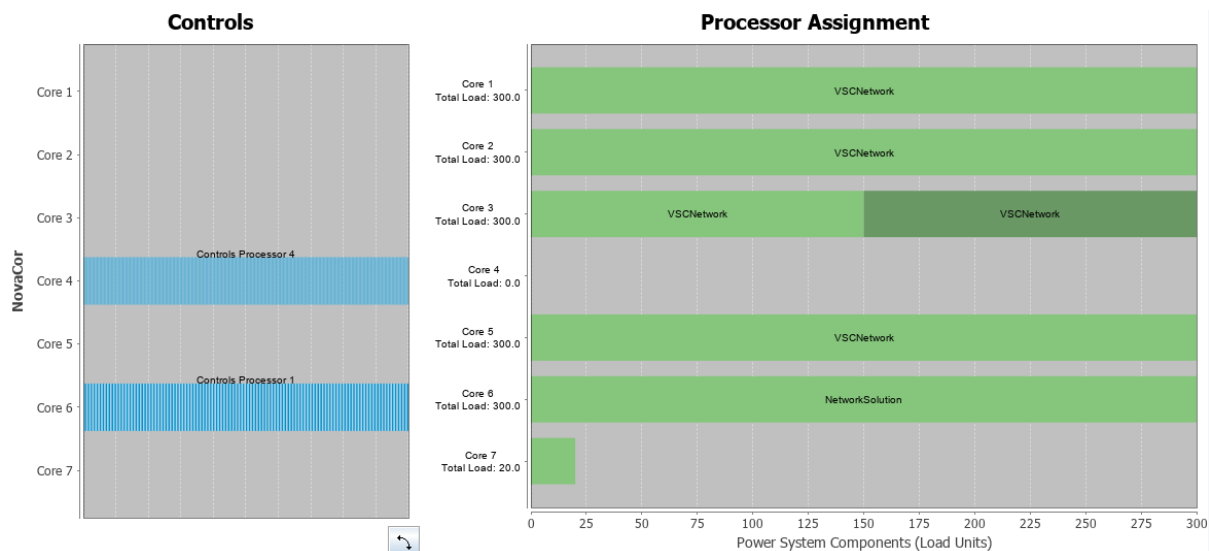 Controls
Core 1
Core 2
Core 3
Controls Processor 4
NovaCor
Core 4
Core 5
Controls Processor 1
Core 6
Core 7
Processor Assignment
Core 1
Total Load: 300.0
VSCNetwork
Core 2
Total Load: 300.0
VSCNetwork
Core 3
Total Load: 300.0
VSCNetwork
VSCNetwork
Core 4
Total Load: 0.0
Core 5
Total Load: 300.0
VSCNetwork
Core 6
Total Load: 300.0
NetworkSolution
Core 7
Total Load: 20.0
0 25 50 75 100 125 150 175 200 225 250 275 300
Power System Components (Load Units)